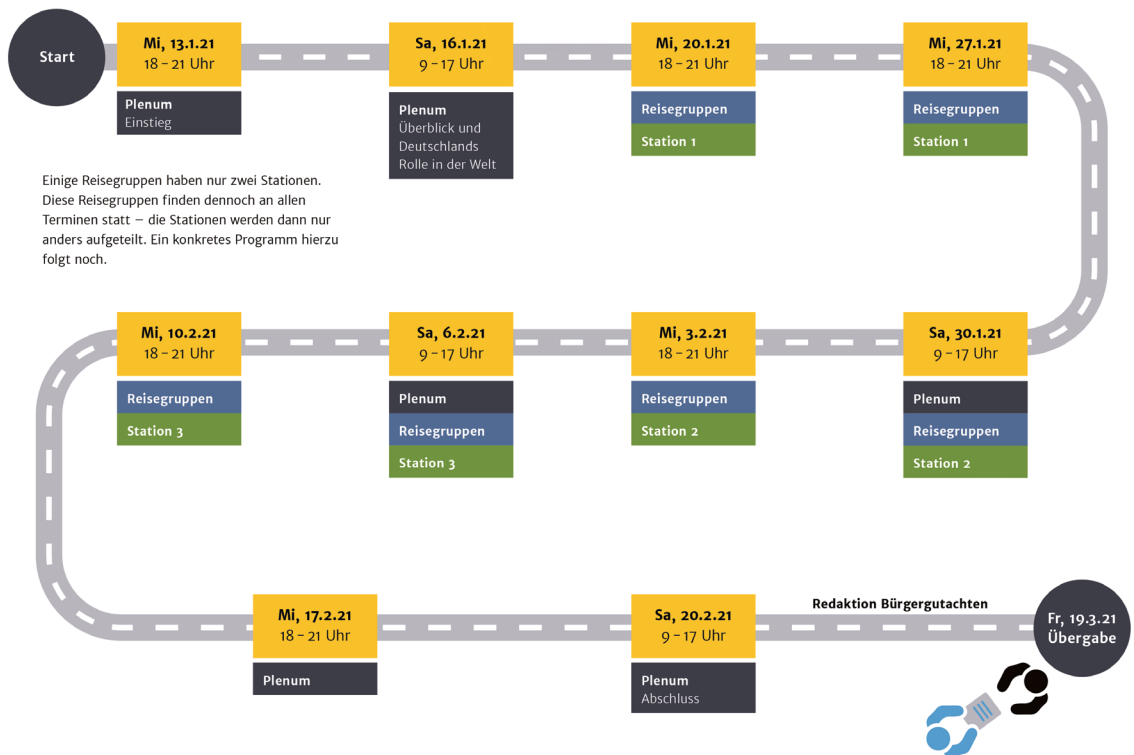 Start
Mi, 13.1.21
18 – 21 Uhr
Plenum
Einstieg
Sa, 16.1.21
9 – 17 Uhr
Plenum
Überblick und
Deutschlands
Rolle in der Welt
Mi, 20.1.21
18 – 21 Uhr
Reisegruppen
Station 1
Mi, 27.1.21
18 – 21 Uhr
Reisegruppen
Station 1
Einige Reisegruppen haben nur zwei Stationen.
Diese Reisegruppen finden dennoch an allen
Terminen statt – die Stationen werden dann nur
anders aufgeteilt. Ein konkretes Programm hierzu
folgt noch.
Sa, 30.1.21
9 – 17 Uhr
Plenum
Reisegruppen
Station 2
Mi, 3.2.21
18 – 21 Uhr
Reisegruppen
Station 2
Sa, 6.2.21
9 – 17 Uhr
Plenum
Reisegruppen
Station 3
Mi, 10.2.21
18 – 21 Uhr
Reisegruppen
Station 3
Mi, 17.2.21
18 – 21 Uhr
Plenum
Sa, 20.2.21
9 – 17 Uhr
Plenum
Abschluss
Redaktion Bürgergutachten
Fr, 19.3.21
Übergabe